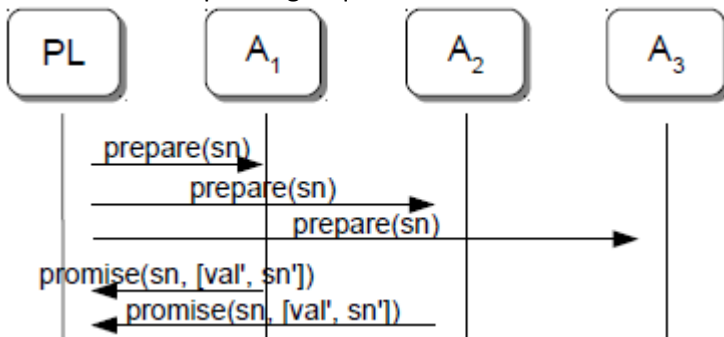 PL A₁ A₂ A₃
prepare(sn)
prepare(sn)
prepare(sn)
promise(sn, [val', sn'])
promise(sn, [val', sn'])